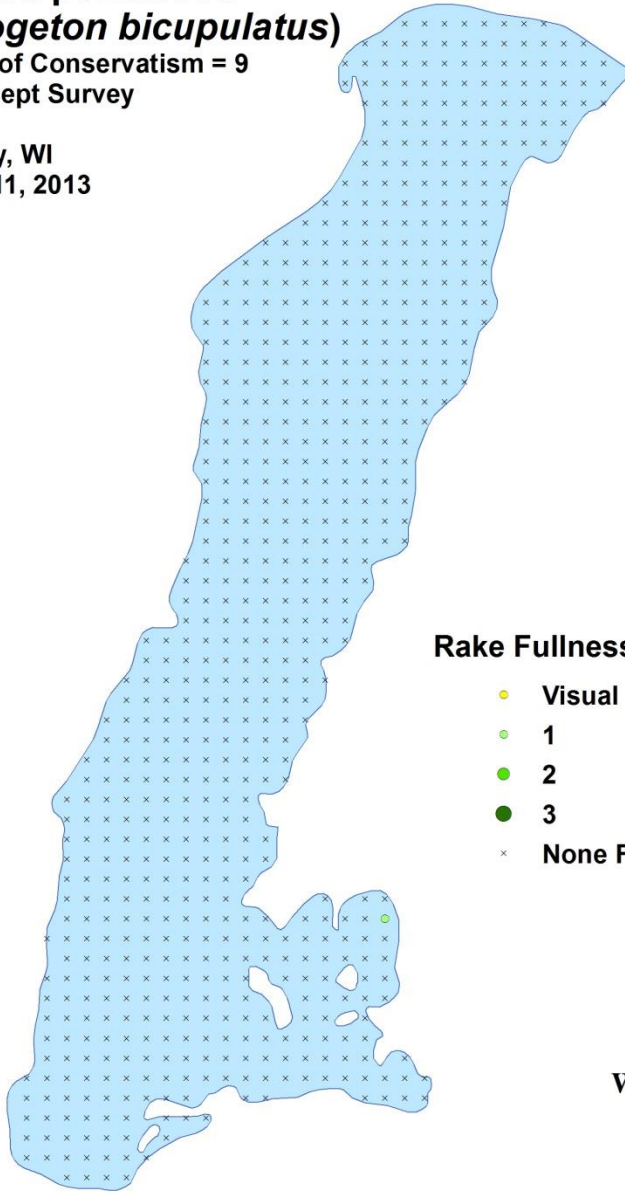 ogeton bicupulatus)
of Conservatism = 9
ept Survey
y, WI
11, 2013
Rake Fullness
Visual
1
2
3
None F
W